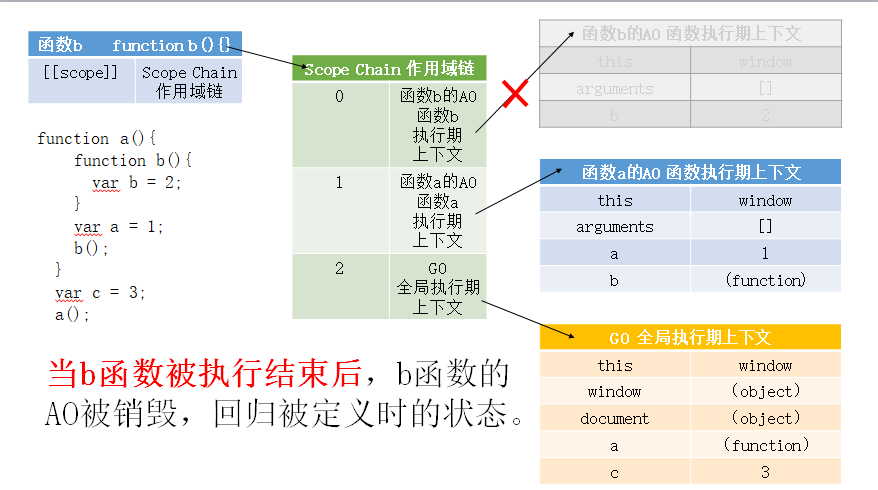 函数b function b(){}
[[scope]] Scope Chain
作用域链
function a(){
function b(){
var b = 2;
}
var a = 1;
b();
}
var c = 3;
a();
Scope Chain 作用域链
0 函数b的AO
函数b
执行期
上下文
1 函数a的AO
函数a
执行期
上下文
2 GO
全局执行期
上下文
函数b的AO 函数执行期上下文
this window
arguments []
b 2
函数a的AO 函数执行期上下文
this window
arguments []
a 1
b (function)
GO 全局执行期上下文
this window
window (object)
document (object)
a (function)
c 3
当b函数被执行结束后，b函数的
AO被销毁，回归被定义时的状态。